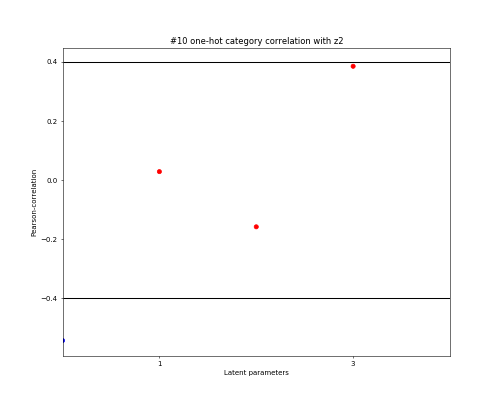 #10 one-hot category correlation with z2
0.4
0.2
0.0
−0.2
−0.4
Pearson-correlation
1
3
Latent parameters